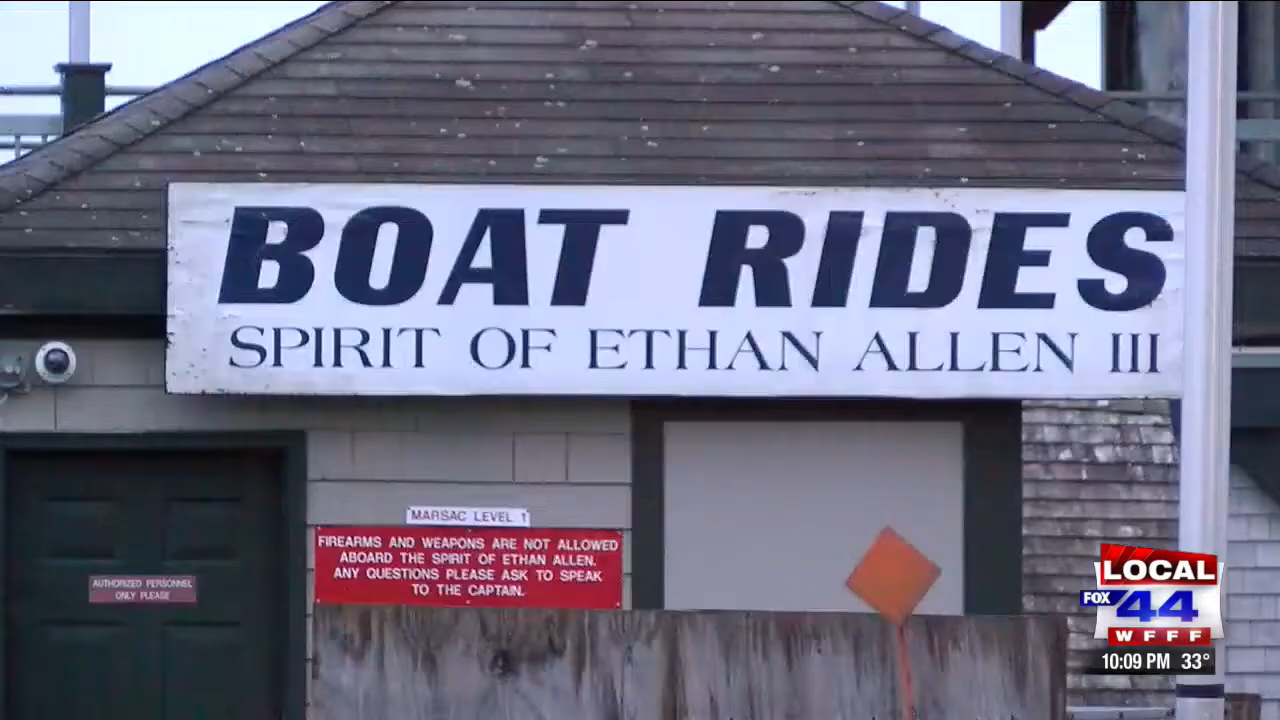 BOAT RIDES
SPIRIT OF ETHAN ALLEN III
MARSAC LEVEL 1
FIREARMS AND WEAPONS ARE NOT ALLOWED
ABOARD THE SPIRIT OF ETHAN ALLEN.
ANY QUESTIONS PLEASE ASK TO SPEAK
TO THE CAPTAIN.
AUTHORIZED PERSONNEL
ONLY PLEASE
LOCAL
FOX 44
WFFF
10:09 PM 33°